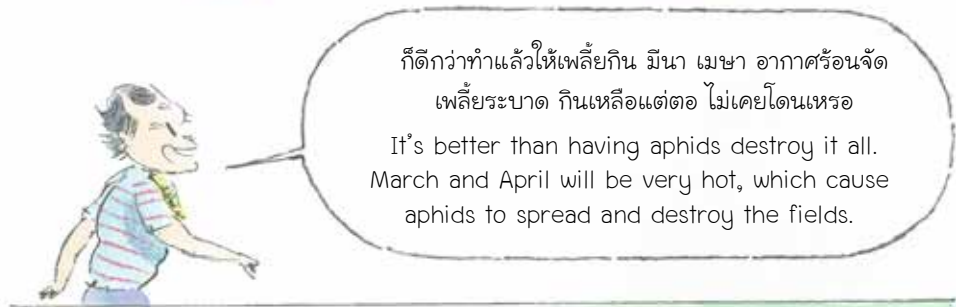 ก็ดีกว่าทำแล้วให้เพลี้ยกิน มีนา เมษา อากาศร้อนจัด
เพลี้ยระบาด กินเหลือแต่ตอ ไม่เคยโดนเหรอ
It's better than having aphids destroy it all.
March and April will be very hot, which cause
aphids to spread and destroy the fields.